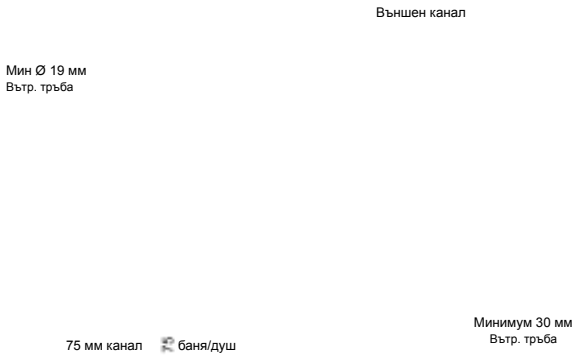 Външен канал
Мин Ø 19 мм
Вътр. тръба
Минимум 30 мм
Вътр. тръба
75 мм канал баня/душ